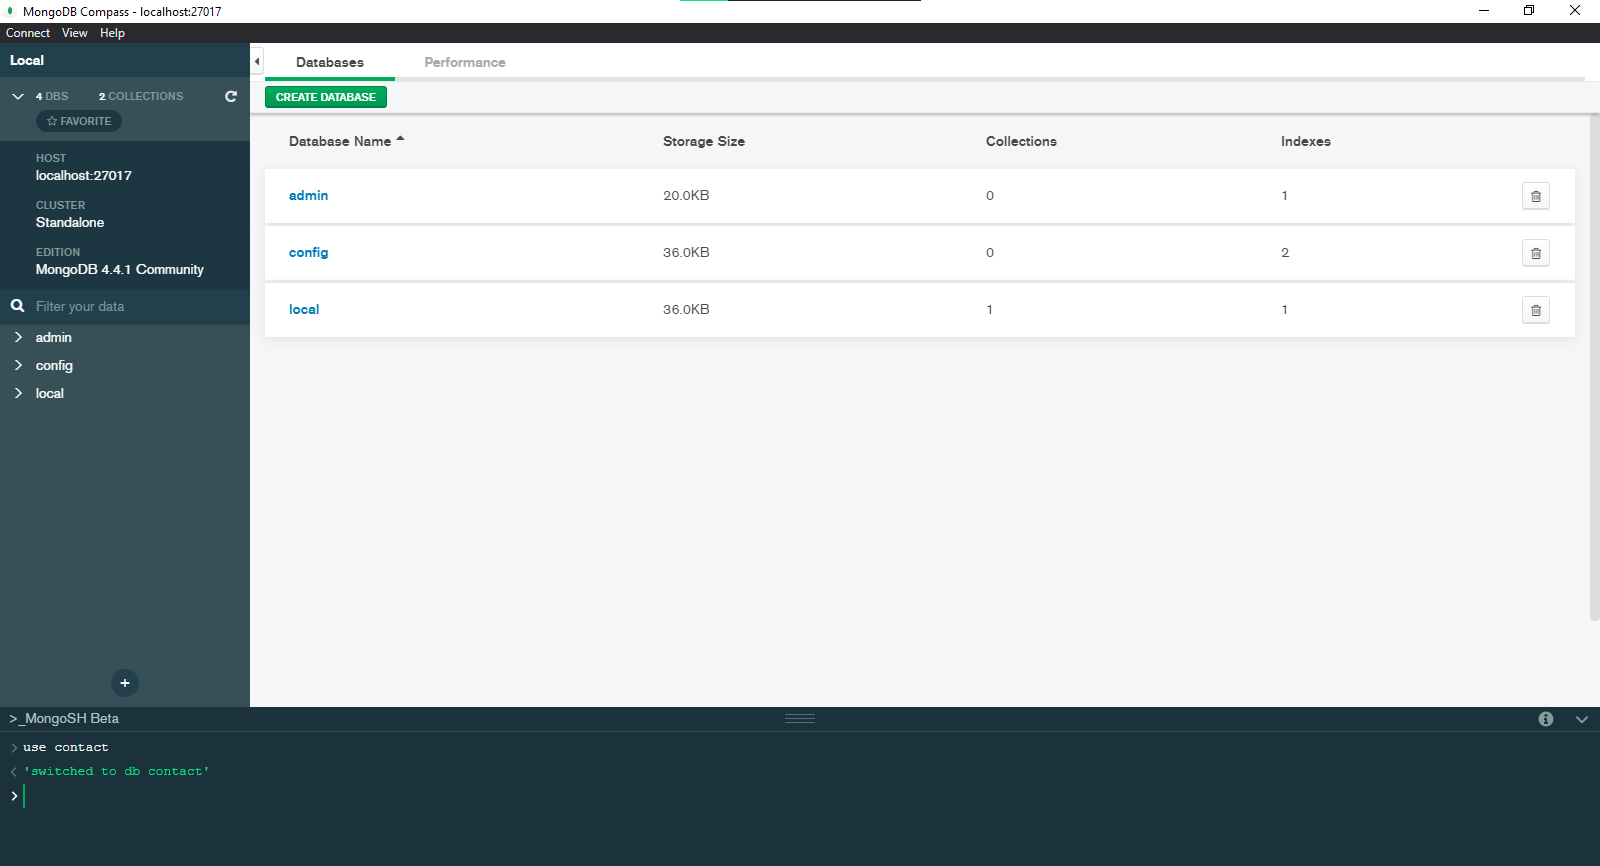 MongoDB Compass - localhost:27017
Connect View Help
Local
4 DBS 2 COLLECTIONS
FAVORITE
HOST
localhost:27017
CLUSTER
Standalone
EDITION
MongoDB 4.4.1 Community
Filter your data
admin
config
local
+
Databases Performance
CREATE DATABASE
Database Name Storage Size Collections Indexes
admin 20.0KB 0 1
config 36.0KB 0 2
local 36.0KB 1 1
>_MongoSH Beta
> use contact
< 'switched to db contact'
>